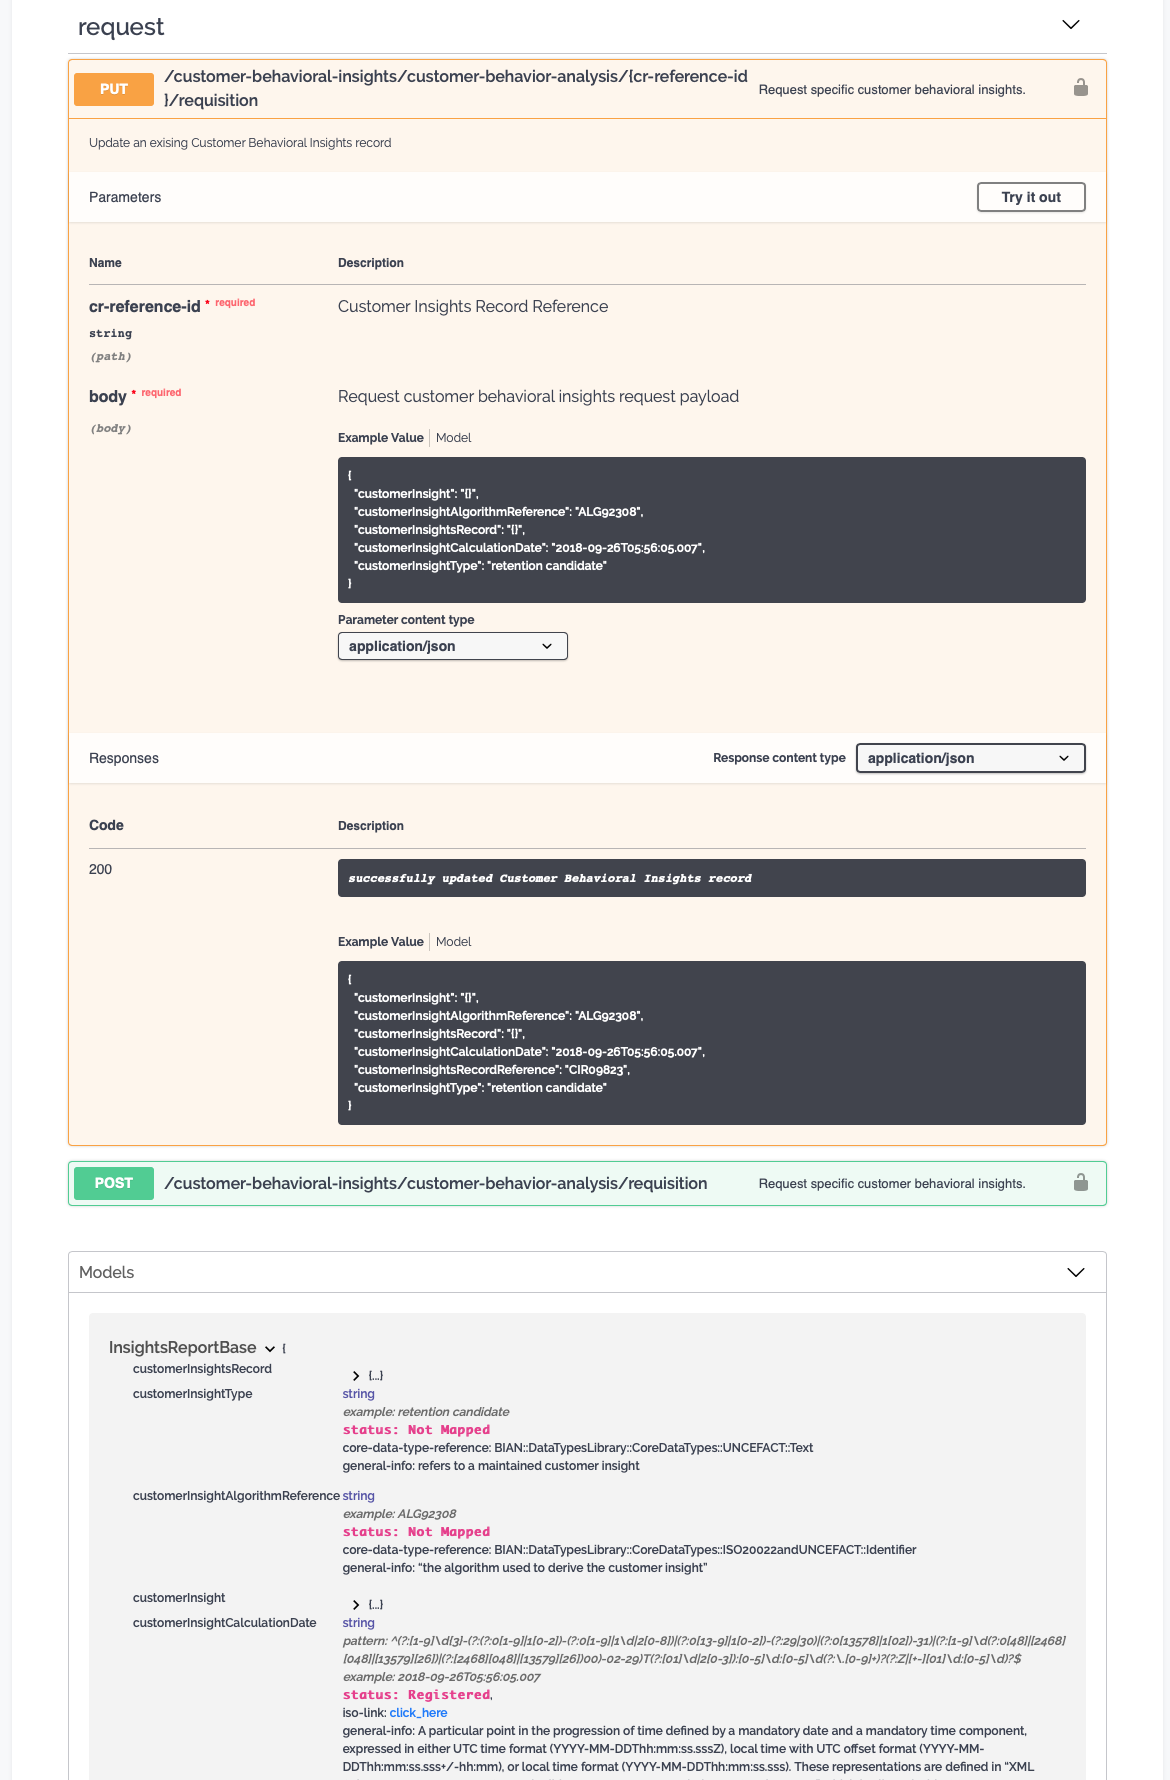 request
PUT
/customer-behavioral-insights/customer-behavior-analysis/{cr-reference-id
}/requisition
Request specific customer behavioral insights.
Update an exising Customer Behavioral Insights record
Parameters
Try it out
Name
Description
cr-reference-id * required
Customer Insights Record Reference
string
(path)
body * required
Request customer behavioral insights request payload
(body)
Example Value
Model
{
"customerInsight": "{}",
"customerInsightAlgorithmReference": "ALG92308",
"customerInsightsRecord": "{}",
"customerInsightCalculationDate": "2018-09-26T05:56:05.007",
"customerInsightType": "retention candidate"
}
Parameter content type
application/json
Responses
Response content type
application/json
Code
Description
200
successfully updated Customer Behavioral Insights record
Example Value
Model
{
"customerInsight": "{}",
"customerInsightAlgorithmReference": "ALG92308",
"customerInsightsRecord": "{}",
"customerInsightCalculationDate": "2018-09-26T05:56:05.007",
"customerInsightsRecordReference": "CIR09823",
"customerInsightType": "retention candidate"
}
POST
/customer-behavioral-insights/customer-behavior-analysis/requisition
Request specific customer behavioral insights.
Models
InsightsReportBase {
customerInsightsRecord
{...}
customerInsightType
string
example: retention candidate
status: Not Mapped
core-data-type-reference: BIAN::DataTypesLibrary::CoreDataTypes::UNCEFACT::Text
general-info: refers to a maintained customer insight
customerInsightAlgorithmReference
string
example: ALG92308
status: Not Mapped
core-data-type-reference: BIAN::DataTypesLibrary::CoreDataTypes::ISO20022andUNCEFACT::Identifier
general-info: "the algorithm used to derive the customer insight"
customerInsight
{...}
customerInsightCalculationDate
string
pattern: ^(?:[1-9]\d{3}-(?:(?:0[1-9]|1[0-2])-(?:0[1-9]|1\d|2[0-8])|(?:0[13-9]|1[0-2])-(?:29|30)|(?:0[13578]|1[02])-31)|(?:[1-9]\d(?:0[48]|[2468]
[048]|[13579][26])|(?:[2468][048]|[13579][26])00)-02-29)T(?:[01]\d|2[0-3]):[0-5]\d:[0-5]\d(?:\.[0-9]+)?(?:Z|[+-][01]\d:[0-5]\d)?$
example: 2018-09-26T05:56:05.007
status: Registered,
iso-link: click_here
general-info: A particular point in the progression of time defined by a mandatory date and a mandatory time component,
expressed in either UTC time format (YYYY-MM-DDThh:mm:ss.sssZ), local time with UTC offset format (YYYY-MM-
DDThh:mm:ss.sss+/-hh:mm), or local time format (YYYY-MM-DDThh:mm:ss.sss). These representations are defined in "XML